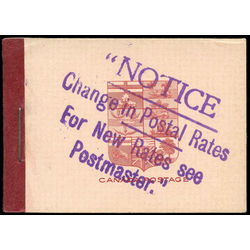 "NOTICE
Change in Postal Rates
For New Rates see
Postmaster."
CANADA POSTAGE